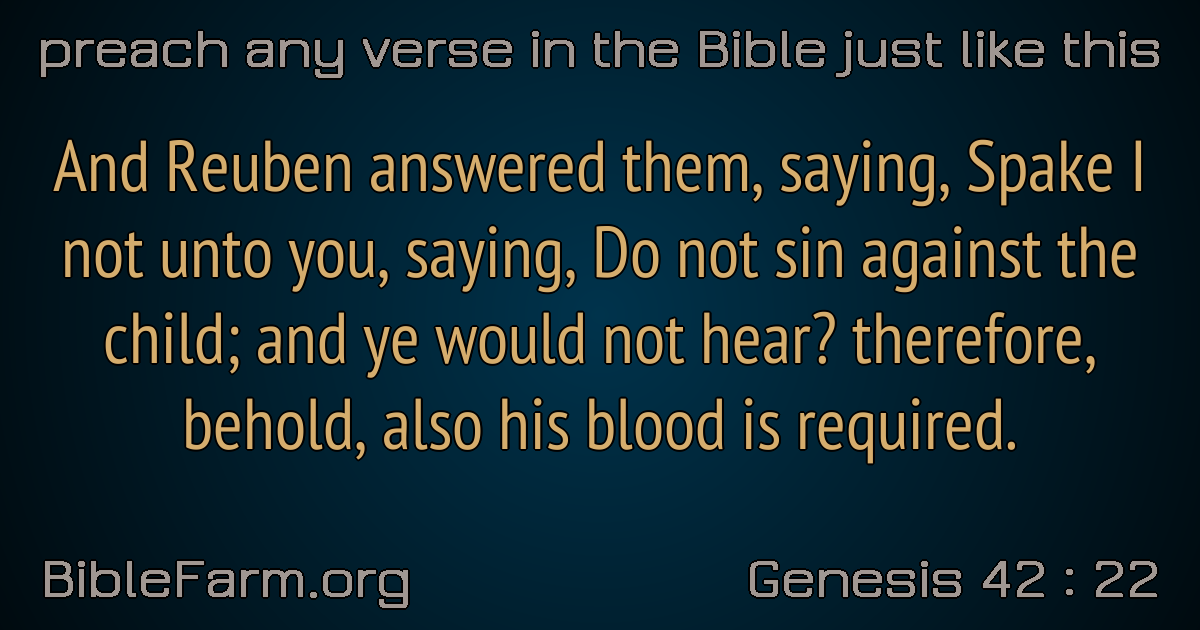 preach any verse in the Bible just like this
And Reuben answered them, saying, Spake I
not unto you, saying, Do not sin against the
child; and ye would not hear? therefore,
behold, also his blood is required.
BibleFarm.org
Genesis 42 : 22